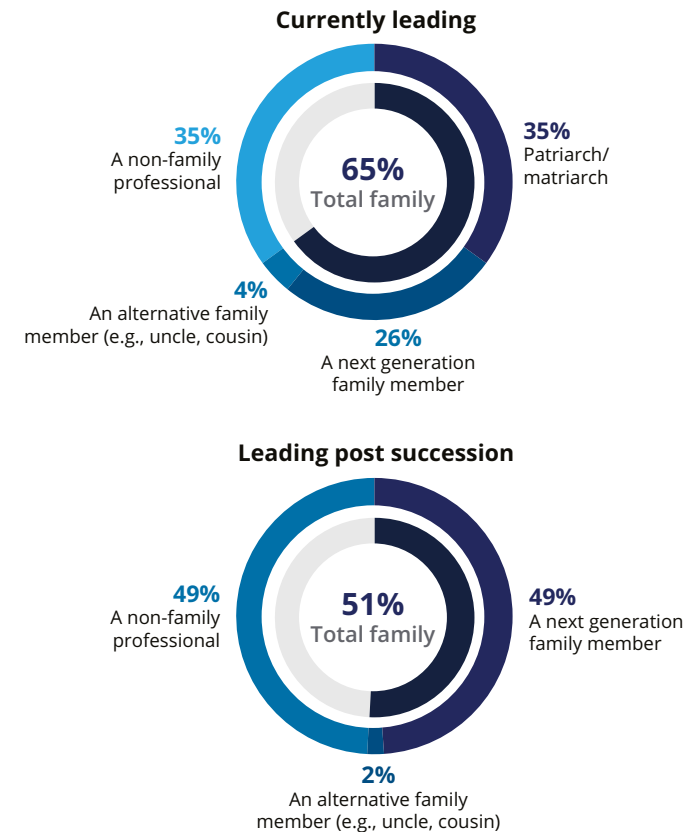 Currently leading
35%
A non-family
professional
65%
Total family
35%
Patriarch/
matriarch
4%
An alternative family
member (e.g., uncle, cousin)
26%
A next generation
family member
Leading post succession
49%
A non-family
professional
51%
Total family
49%
A next generation
family member
2%
An alternative family
member (e.g., uncle, cousin)